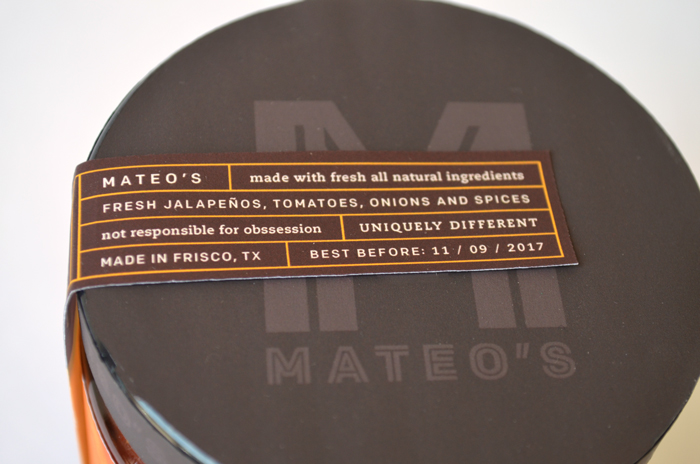 MATEO'S made with fresh all natural ingredients
FRESH JALAPEÑOS, TOMATOES, ONIONS AND SPICES
not responsible for obssession UNIQUELY DIFFERENT
MADE IN FRISCO, TX BEST BEFORE: 11 / 09 / 2017
M
MATEO'S